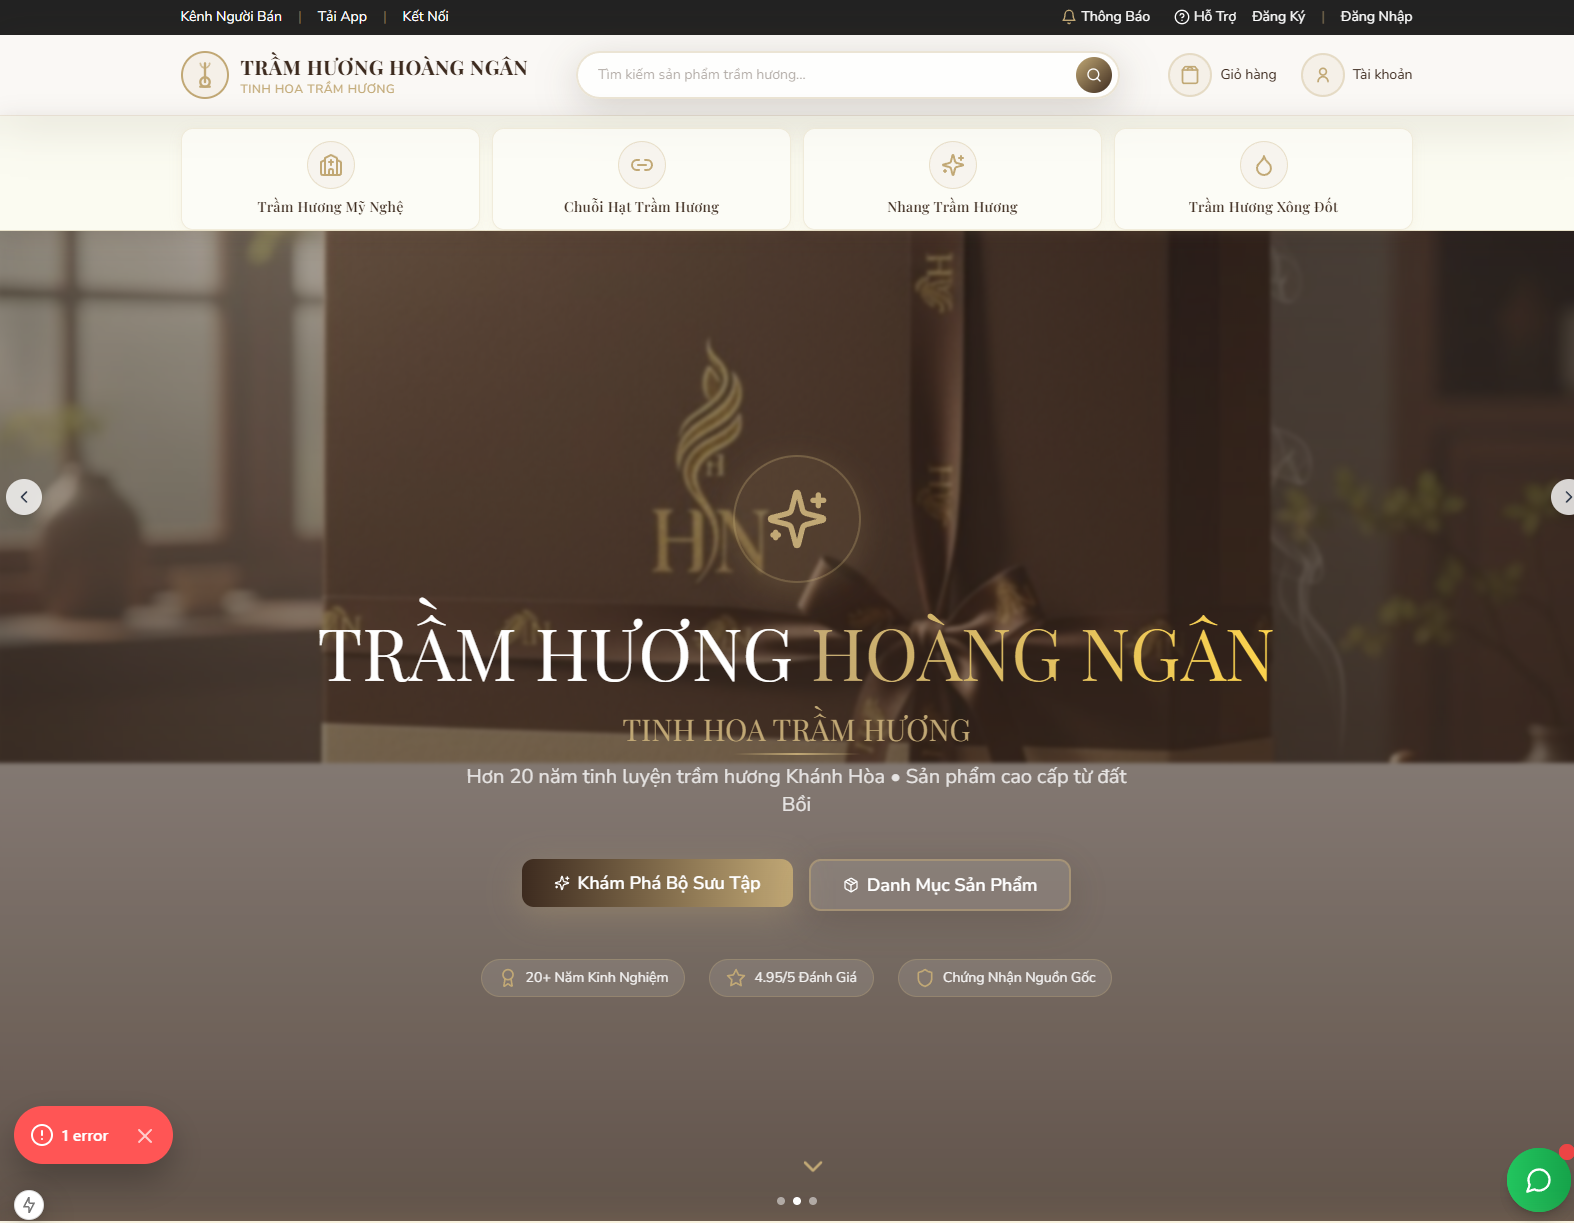 Kênh Người Bán | Tải App | Kết Nối
Thông Báo Hỗ Trợ Đăng Ký | Đăng Nhập
TRẦM HƯƠNG HOÀNG NGÂN
TINH HOA TRẦM HƯƠNG
Tìm kiếm sản phẩm trầm hương...
Giỏ hàng
Tài khoản
Trầm Hương Mỹ Nghệ
Chuỗi Hạt Trầm Hương
Nhang Trầm Hương
Trầm Hương Xông Đốt
H
H
H
HN
TRẦM HƯƠNG HOÀNG NGÂN
TINH HOA TRẦM HƯƠNG
Hơn 20 năm tinh luyện trầm hương Khánh Hòa • Sản phẩm cao cấp từ đất
Bồi
Khám Phá Bộ Sưu Tập
Danh Mục Sản Phẩm
20+ Năm Kinh Nghiệm
4.95/5 Đánh Giá
Chứng Nhận Nguồn Gốc
1 error